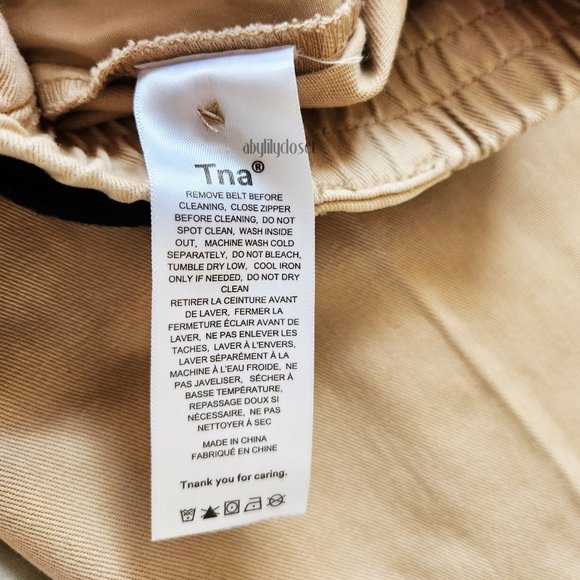 abylilycloset
Tna®
REMOVE BELT BEFORE
CLEANING, CLOSE ZIPPER
BEFORE CLEANING, DO NOT
SPOT CLEAN, WASH INSIDE
OUT, MACHINE WASH COLD
SEPARATELY, DO NOT BLEACH,
TUMBLE DRY LOW, COOL IRON
ONLY IF NEEDED, DO NOT DRY
CLEAN
RETIRER LA CEINTURE AVANT
DE LAVER, FERMER LA
FERMETURE ÉCLAIR AVANT DE
LAVER, NE PAS ENLEVER LES
TACHES, LAVER À L'ENVERS,
LAVER SÉPARÉMENT À LA
MACHINE À L'EAU FROIDE, NE
PAS JAVELISER, SÉCHER À
BASSE TEMPÉRATURE,
REPASSAGE DOUX SI
NÉCESSAIRE, NE PAS
NETTOYER À SEC
MADE IN CHINA
FABRIQUÉ EN CHINE
Tnank you for caring.